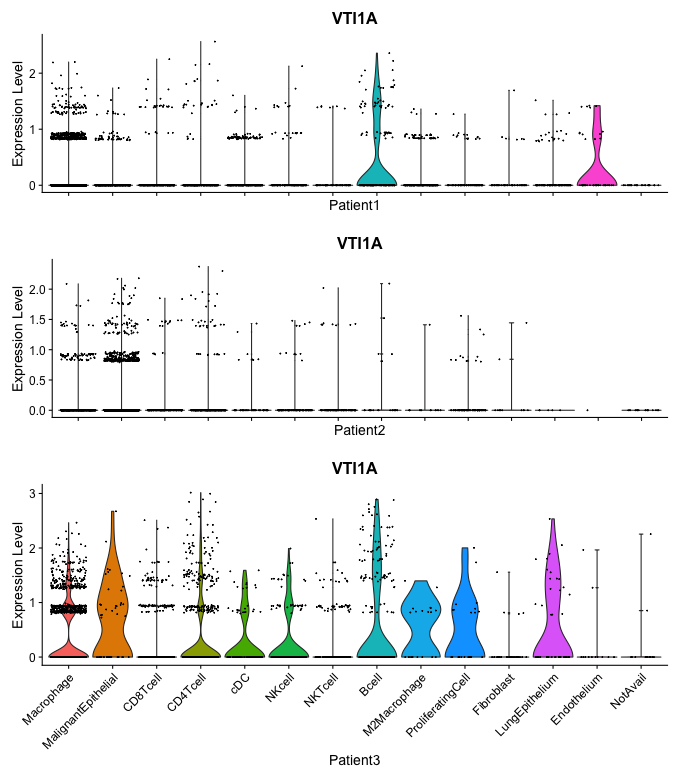 VTI1A
Expression Level
2
1
0
Patient1
VTI1A
Expression Level
2.0
1.5
1.0
0.5
0.0
Patient2
VTI1A
Expression Level
3
2
1
0
Macrophage
MalignantEpithelial
CD8Tcell
CD4Tcell
cDC
NKcell
NKTcell
Bcell
M2Macrophage
ProliferatingCell
Fibroblast
LungEpithelium
Endothelium
NotAvail
Patient3